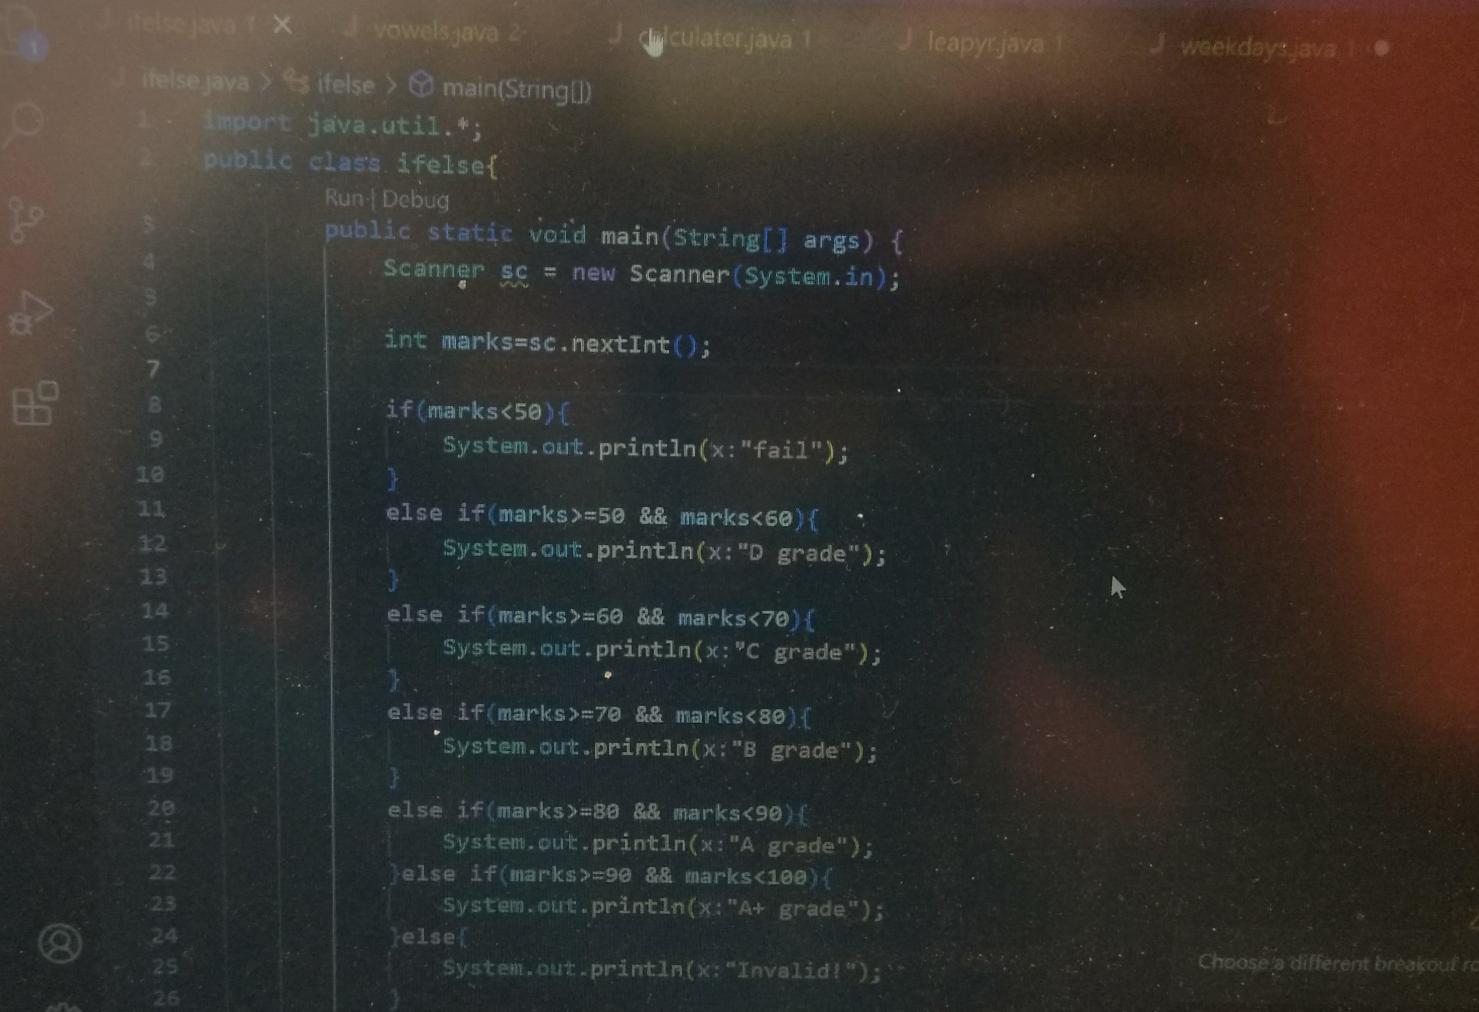 ifelse.java 1 vowels.java 2 calculater.java 1 leapyr.java 1 weekdays.java 1
1
ifelse.java > ifelse > main(String[])
1 import java.util.*;
2 public class ifelse{
Run | Debug
3 public static void main(String[] args) {
4 Scanner sc = new Scanner(System.in);
5
6 int marks=sc.nextInt();
7
8 if(marks<50){
9 System.out.println(x:"fail");
10 }
11 else if(marks>=50 && marks<60){
12 System.out.println(x:"D grade");
13 }
14 else if(marks>=60 && marks<70){
15 System.out.println(x:"C grade");
16 }
17 else if(marks>=70 && marks<80){
18 System.out.println(x:"B grade");
19 }
20 else if(marks>=80 && marks<90){
21 System.out.println(x:"A grade");
22 }else if(marks>=90 && marks<100){
23 System.out.println(x:"A+ grade");
24 }else{
25 System.out.println(x:"Invalid!");
26 }
Choose a different breakout